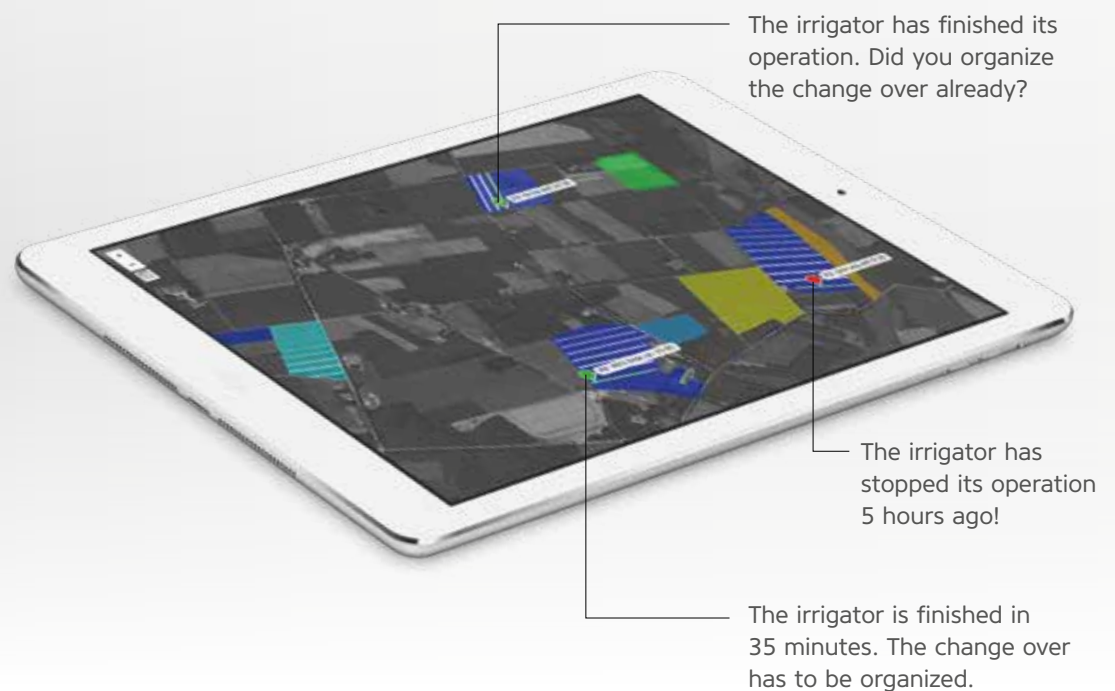 The irrigator has finished its
operation. Did you organize
the change over already?
The irrigator has
stopped its operation
5 hours ago!
The irrigator is finished in
35 minutes. The change over
has to be organized.